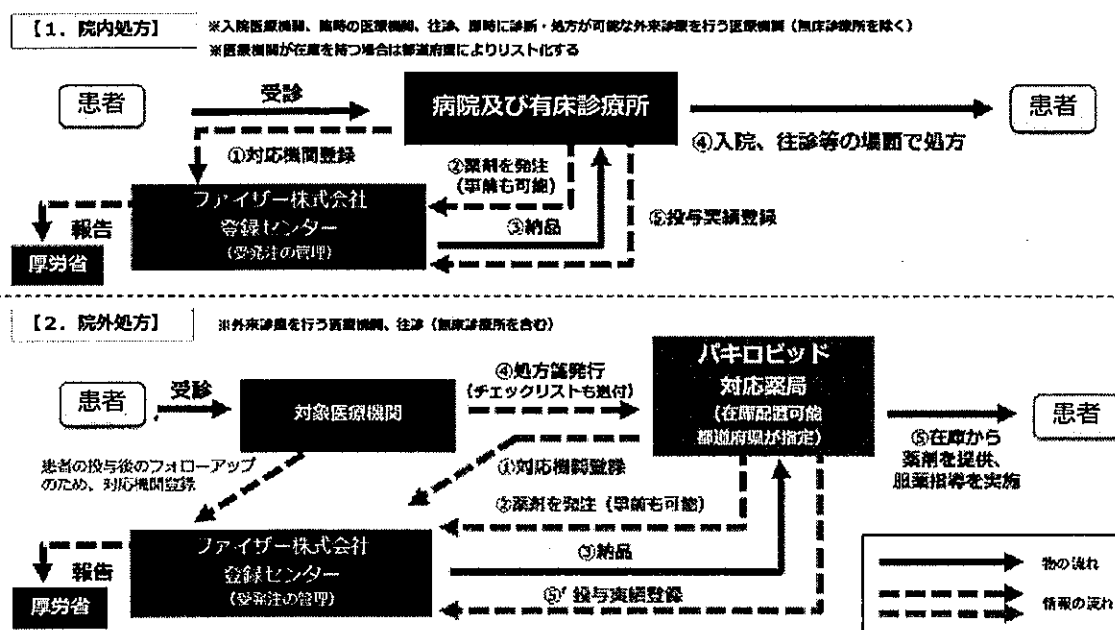 【1．院内処方】
※入院医療機関、臨時の医療機関、往診、即時に診断・処方が可能な外来診療を行う医療機関（無床診療所を除く）
※医療機関が在庫を持つ場合は都道府県によりリスト化する
患者
受診
病院及び有床診療所
患者
④入院、往診等の場面で処方
①対応機関登録
②薬剤を発注
（事前も可能）
ファイザー株式会社
登録センター
（受発注の管理）
③納品
⑤投与実績登録
報告
厚労省
【2．院外処方】
※外来診療を行う医療機関、往診（無床診療所を含む）
患者
受診
対象医療機関
④処方箋発行
（チェックリストも送付）
パキロビッド
対応薬局
（在庫配置可能
都道府県が指定）
患者
⑤在庫から
薬剤を提供、
服薬指導を実施
患者の投与後のフォローアップ
のため、対応機関登録
①対応機関登録
②薬剤を発注（事前も可能）
ファイザー株式会社
登録センター
（受発注の管理）
③納品
⑤’投与実績登録
報告
厚労省
物の流れ
情報の流れ